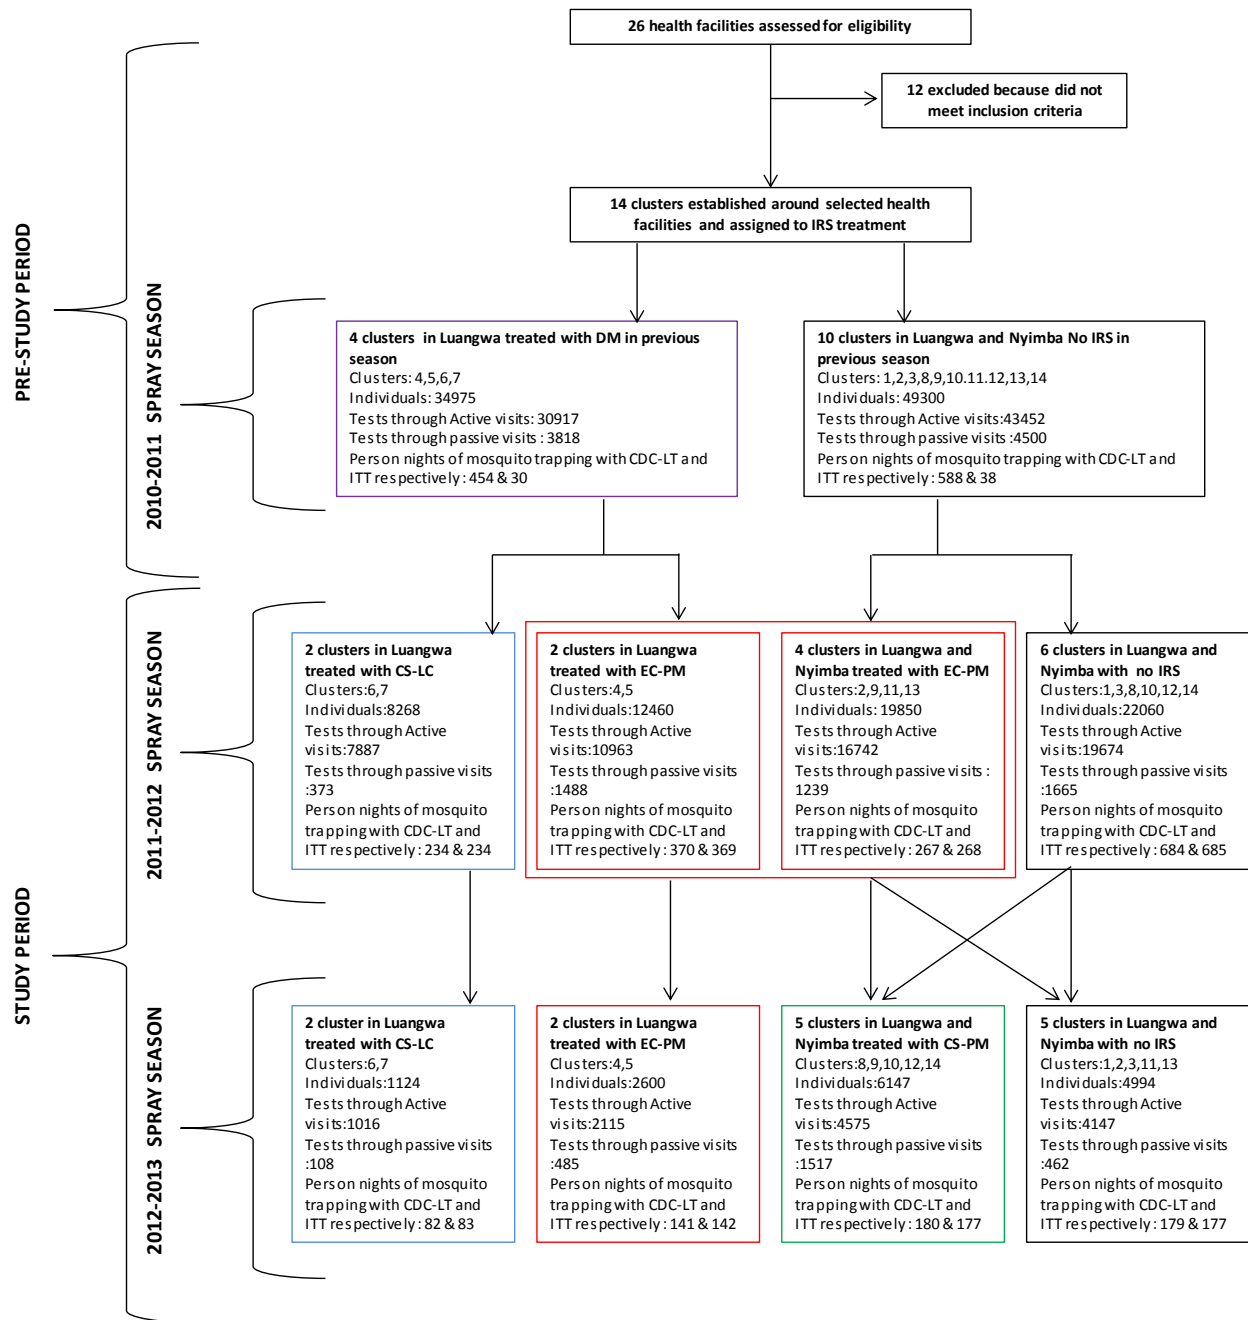 26 health facilities assessed for eligibility
12 excluded because did not
meet inclusion criteria
14 clusters established around selected health
facilities and assigned to IRS treatment
PRE-STUDY PERIOD
2010-2011 SPRAY SEASON
4 clusters in Luangwa treated with DM in previous
season
Clusters: 4,5,6,7
Individuals: 34975
Tests through Active visits: 30917
Tests through passive visits : 3818
Person nights of mosquito trapping with CDC-LT and
ITT respectively : 454 & 30
10 clusters in Luangwa and Nyimba No IRS in
previous season
Clusters: 1,2,3,8,9,10.11.12,13,14
Individuals: 49300
Tests through Active visits:43452
Tests through passive visits :4500
Person nights of mosquito trapping with CDC-LT and
ITT respectively : 588 & 38
STUDY PERIOD
2011-2012 SPRAY SEASON
2 clusters in Luangwa
treated with CS-LC
Clusters:6,7
Individuals:8268
Tests through Active
visits:7887
Tests through passive visits
:373
Person nights of mosquito
trapping with CDC-LT and
ITT respectively : 234 & 234
2 clusters in Luangwa
treated with EC-PM
Clusters:4,5
Individuals:12460
Tests through Active
visits:10963
Tests through passive visits
:1488
Person nights of mosquito
trapping with CDC-LT and
ITT respectively : 370 & 369
4 clusters in Luangwa and
Nyimba treated with EC-PM
Clusters:2,9,11,13
Individuals: 19850
Tests through Active
visits:16742
Tests through passive visits :
1239
Person nights of mosquito
trapping with CDC-LT and
ITT respectively : 267 & 268
6 clusters in Luangwa and
Nyimba with no IRS
Clusters:1,3,8,10,12,14
Individuals:22060
Tests through Active
visits:19674
Tests through passive visits
:1665
Person nights of mosquito
trapping with CDC-LT and
ITT respectively : 684 & 685
2012-2013 SPRAY SEASON
2 cluster in Luangwa
treated with CS-LC
Clusters:6,7
Individuals:1124
Tests through Active
visits:1016
Tests through passive visits
:108
Person nights of mosquito
trapping with CDC-LT and
ITT respectively : 82 & 83
2 clusters in Luangwa
treated with EC-PM
Clusters:4,5
Individuals:2600
Tests through Active
visits:2115
Tests through passive visits
:485
Person nights of mosquito
trapping with CDC-LT and
ITT respectively : 141 & 142
5 clusters in Luangwa and
Nyimba treated with CS-PM
Clusters:8,9,10,12,14
Individuals:6147
Tests through Active
visits:4575
Tests through passive visits
:1517
Person nights of mosquito
trapping with CDC-LT and
ITT respectively : 180 & 177
5 clusters in Luangwa and
Nyimba with no IRS
Clusters:1,2,3,11,13
Individuals:4994
Tests through Active
visits:4147
Tests through passive visits
:462
Person nights of mosquito
trapping with CDC-LT and
ITT respectively : 179 & 177